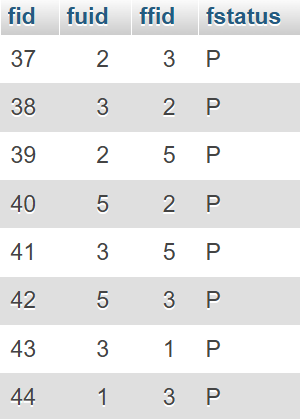 fid fuid ffid fstatus
37 2 3 P
38 3 2 P
39 2 5 P
40 5 2 P
41 3 5 P
42 5 3 P
43 3 1 P
44 1 3 P